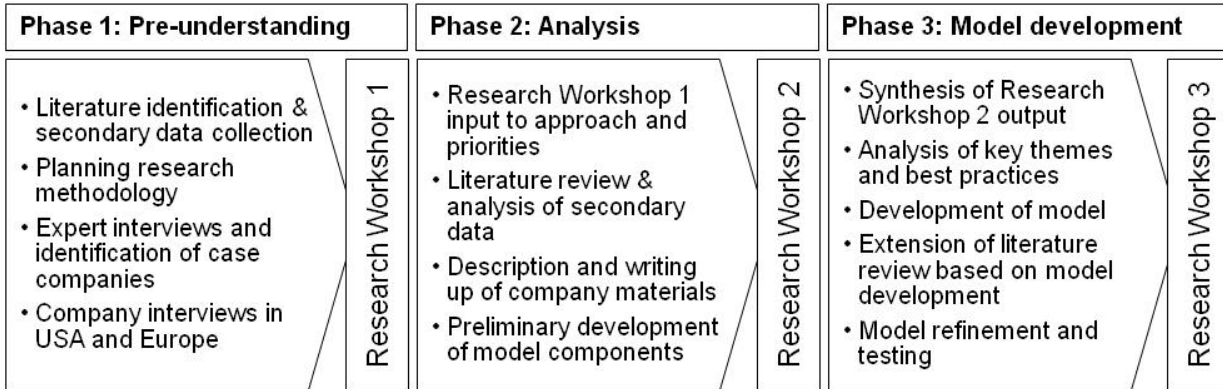 Phase 1: Pre-understanding
• Literature identification &
secondary data collection
• Planning research
methodology
• Expert interviews and
identification of case
companies
• Company interviews in
USA and Europe
Research Workshop 1
Phase 2: Analysis
• Research Workshop 1
input to approach and
priorities
• Literature review &
analysis of secondary
data
• Description and writing
up of company materials
• Preliminary development
of model components
Research Workshop 2
Phase 3: Model development
• Synthesis of Research
Workshop 2 output
• Analysis of key themes
and best practices
• Development of model
• Extension of literature
review based on model
development
• Model refinement and
testing
Research Workshop 3